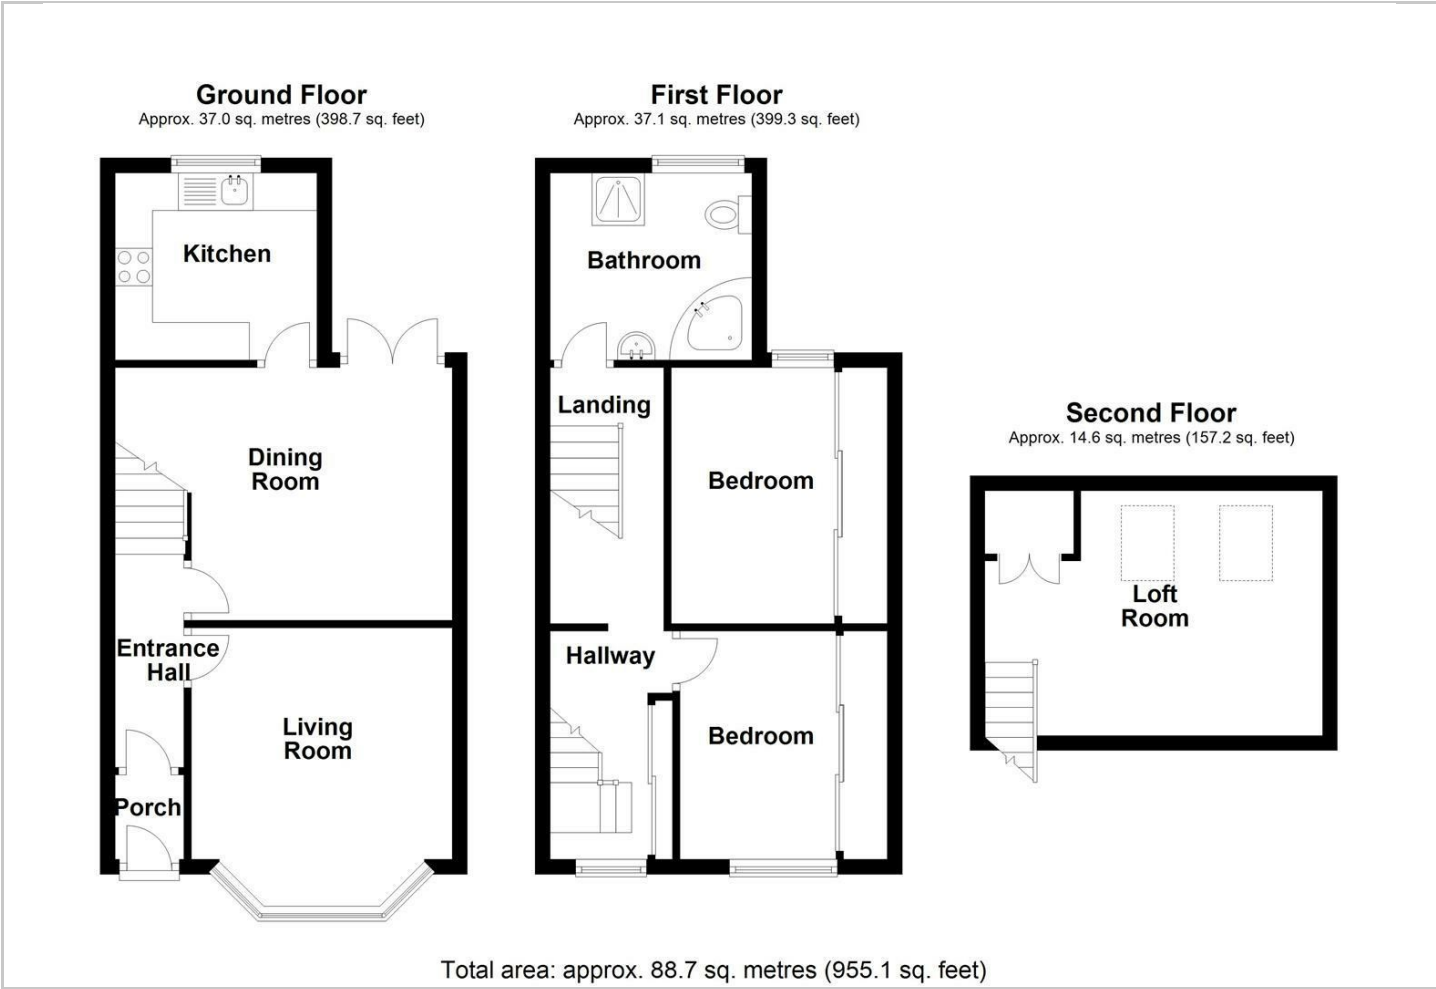 Ground Floor
Approx. 37.0 sq. metres (398.7 sq. feet)
Kitchen
Dining
Room
Entrance
Hall
Living
Room
Porch
First Floor
Approx. 37.1 sq. metres (399.3 sq. feet)
Bathroom
Landing
Bedroom
Hallway
Bedroom
Second Floor
Approx. 14.6 sq. metres (157.2 sq. feet)
Loft
Room
Total area: approx. 88.7 sq. metres (955.1 sq. feet)